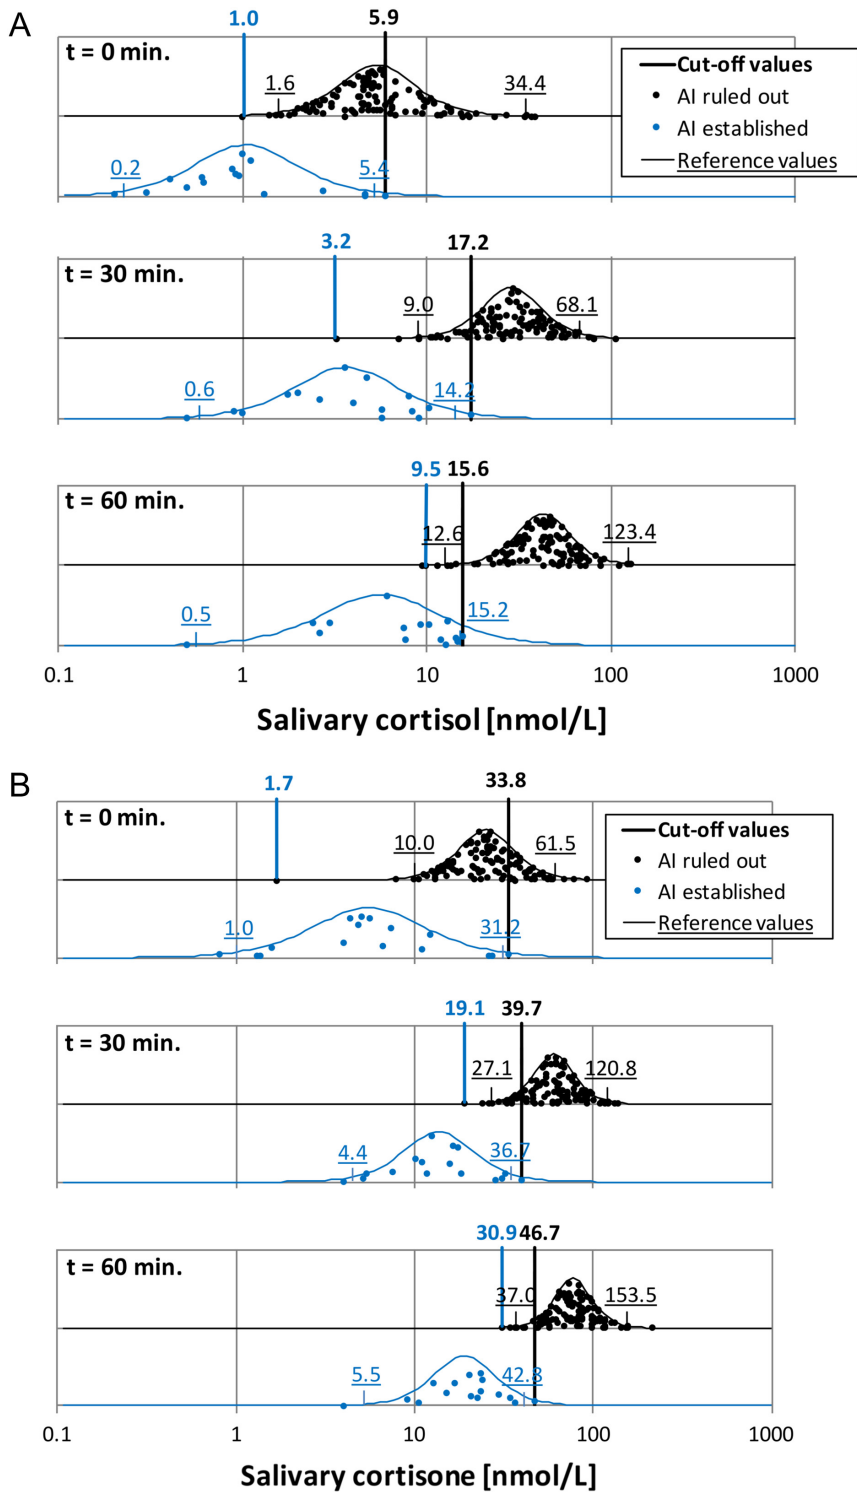 A
1.0
5.9
t = 0 min.
1.6
34.4
Cut-off values
AI ruled out
AI established
Reference values
0.2
5.4
3.2
17.2
t = 30 min.
9.0
68.1
0.6
14.2
9.5
15.6
t = 60 min.
12.6
123.4
0.5
15.2
0.1
1
10
100
1000
Salivary cortisol [nmol/L]
B
1.7
33.8
t = 0 min.
10.0
61.5
Cut-off values
AI ruled out
AI established
Reference values
1.0
31.2
19.1
39.7
t = 30 min.
27.1
120.8
4.4
36.7
30.9
46.7
t = 60 min.
37.0
153.5
5.5
42.8
0.1
1
10
100
1000
Salivary cortisone [nmol/L]